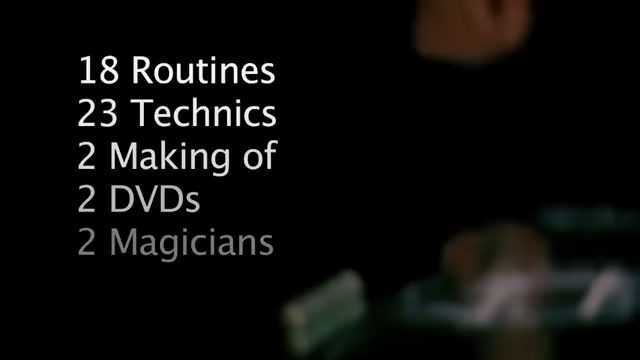 18 Routines
23 Technics
2 Making of
2 DVDs
2 Magicians